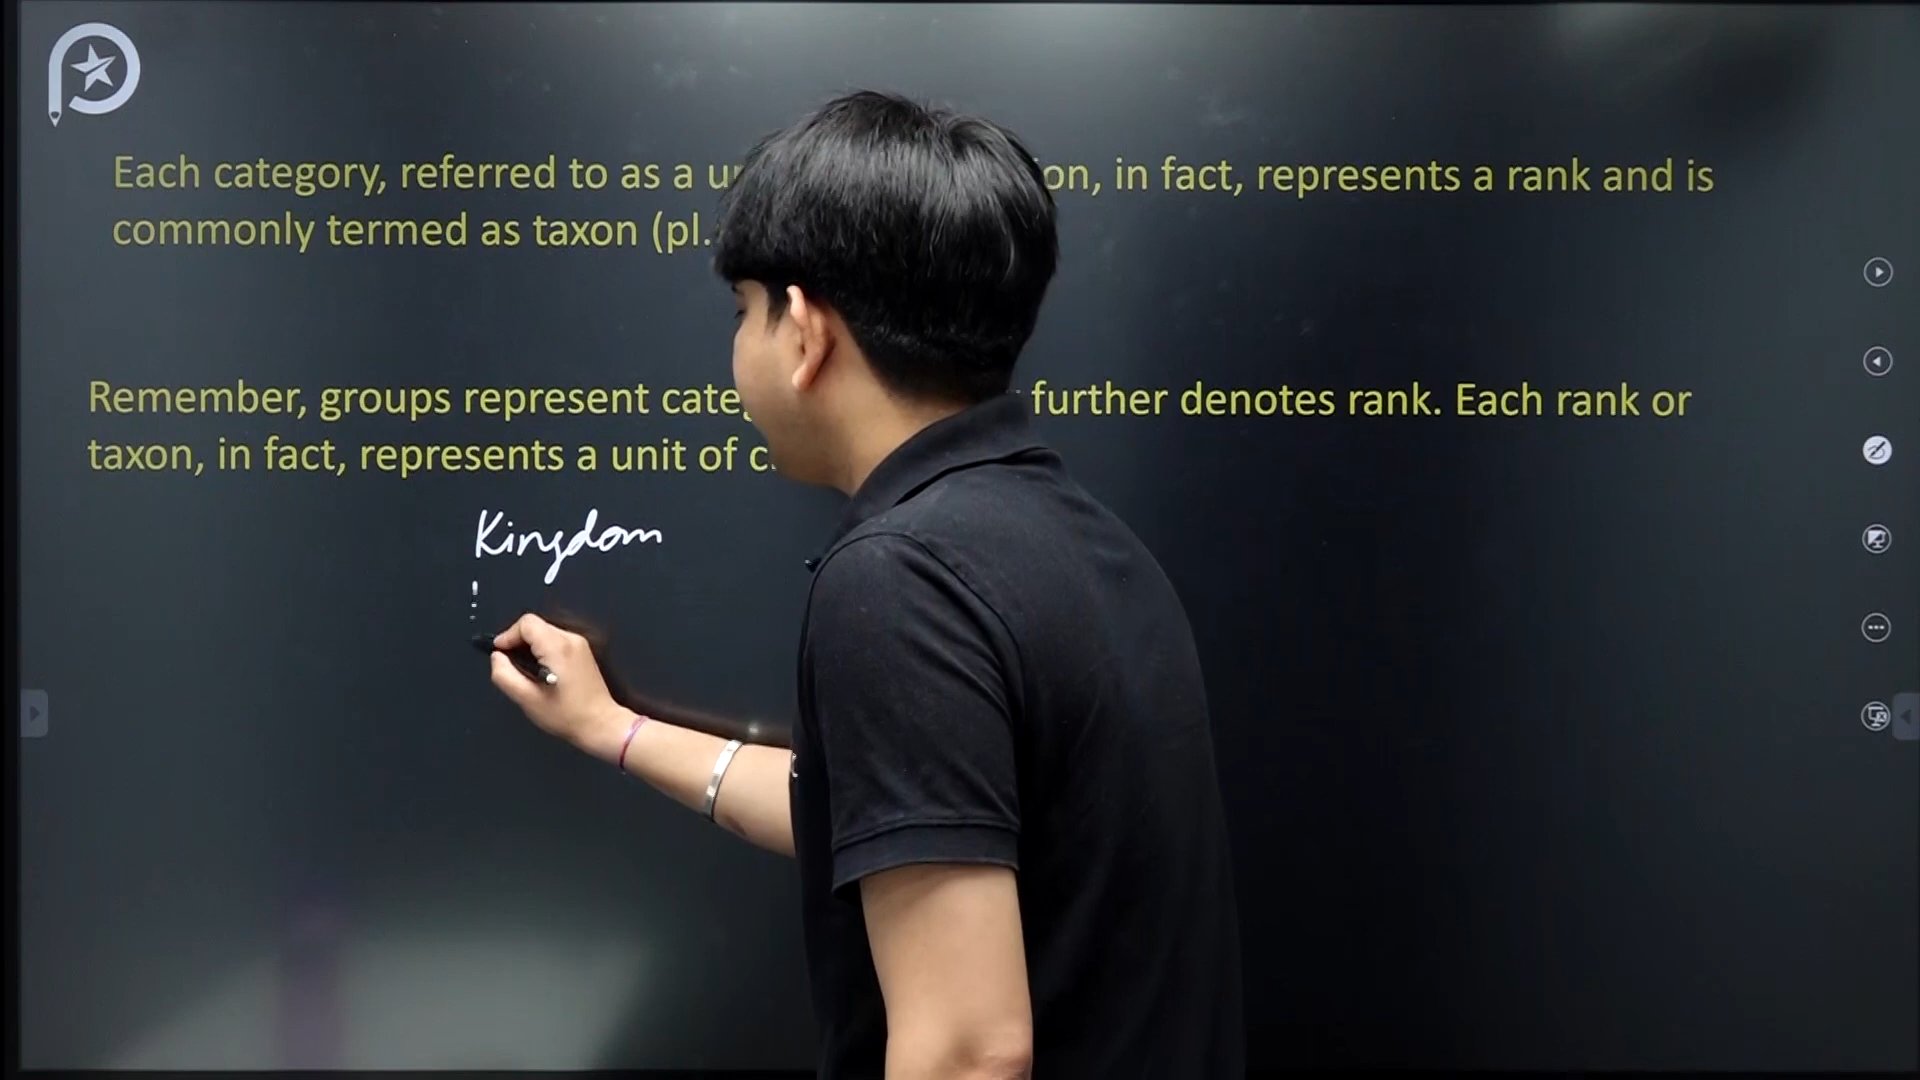 Each category, referred to as a on, in fact, represents a rank and is
commonly termed as taxon (pl.
Remember, groups represent further denotes rank. Each rank or
taxon, in fact, represents a unit of
Kingdom